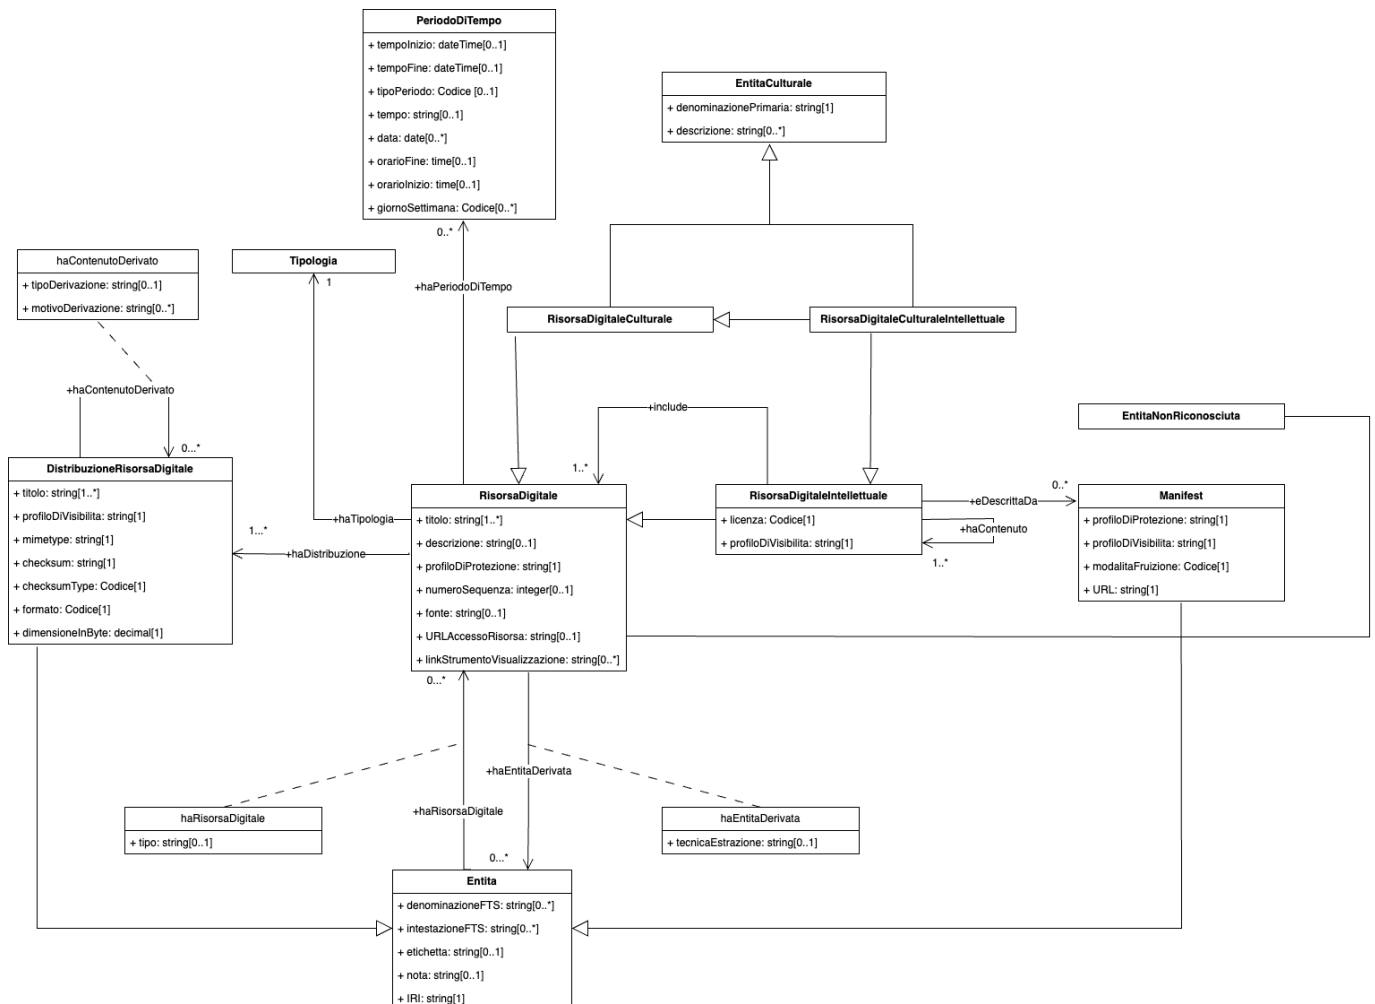 PeriodoDiTempo
+ tempoInizio: dateTime[0..1]
+ tempoFine: dateTime[0..1]
+ tipoPeriodo: Codice [0..1]
+ tempo: string[0..1]
+ data: date[0..*]
+ orarioFine: time[0..1]
+ orarioInizio: time[0..1]
+ giornoSettimana: Codice[0..*]
0..*
+haPeriodoDiTempo
EntitaCulturale
+ denominazionePrimaria: string[1]
+ descrizione: string[0..*]
haContenutoDerivato
+ tipoDerivazione: string[0..1]
+ motivoDerivazione: string[0..*]
Tipologia
1
+haContenutoDerivato
0...*
RisorsaDigitaleCulturale
RisorsaDigitaleCulturaleIntellettuale
+include
1..*
EntitaNonRiconosciuta
DistribuzioneRisorsaDigitale
+ titolo: string[1..*]
+ profiloDiVisibilita: string[1]
+ mimetype: string[1]
+ checksum: string[1]
+ checksumType: Codice[1]
+ formato: Codice[1]
+ dimensioneInByte: decimal[1]
+haTipologia
1...*
+haDistribuzione
RisorsaDigitale
+ titolo: string[1..*]
+ descrizione: string[0..1]
+ profiloDiProtezione: string[1]
+ numeroSequenza: integer[0..1]
+ fonte: string[0..1]
+ URLAccessoRisorsa: string[0..1]
+ linkStrumentoVisualizzazione: string[0..*]
RisorsaDigitaleIntellettuale
+ licenza: Codice[1]
+ profiloDiVisibilita: string[1]
+eDescrittaDa
0..*
+haContenuto
1..*
Manifest
+ profiloDiProtezione: string[1]
+ profiloDiVisibilita: string[1]
+ modalitaFruizione: Codice[1]
+ URL: string[1]
0...*
+haEntitaDerivata
+haRisorsaDigitale
haRisorsaDigitale
+ tipo: string[0..1]
haEntitaDerivata
+ tecnicaEstrazione: string[0..1]
0...*
Entita
+ denominazioneFTS: string[0..*]
+ intestazioneFTS: string[0..*]
+ etichetta: string[0..1]
+ nota: string[0..1]
+ IRI: string[1]